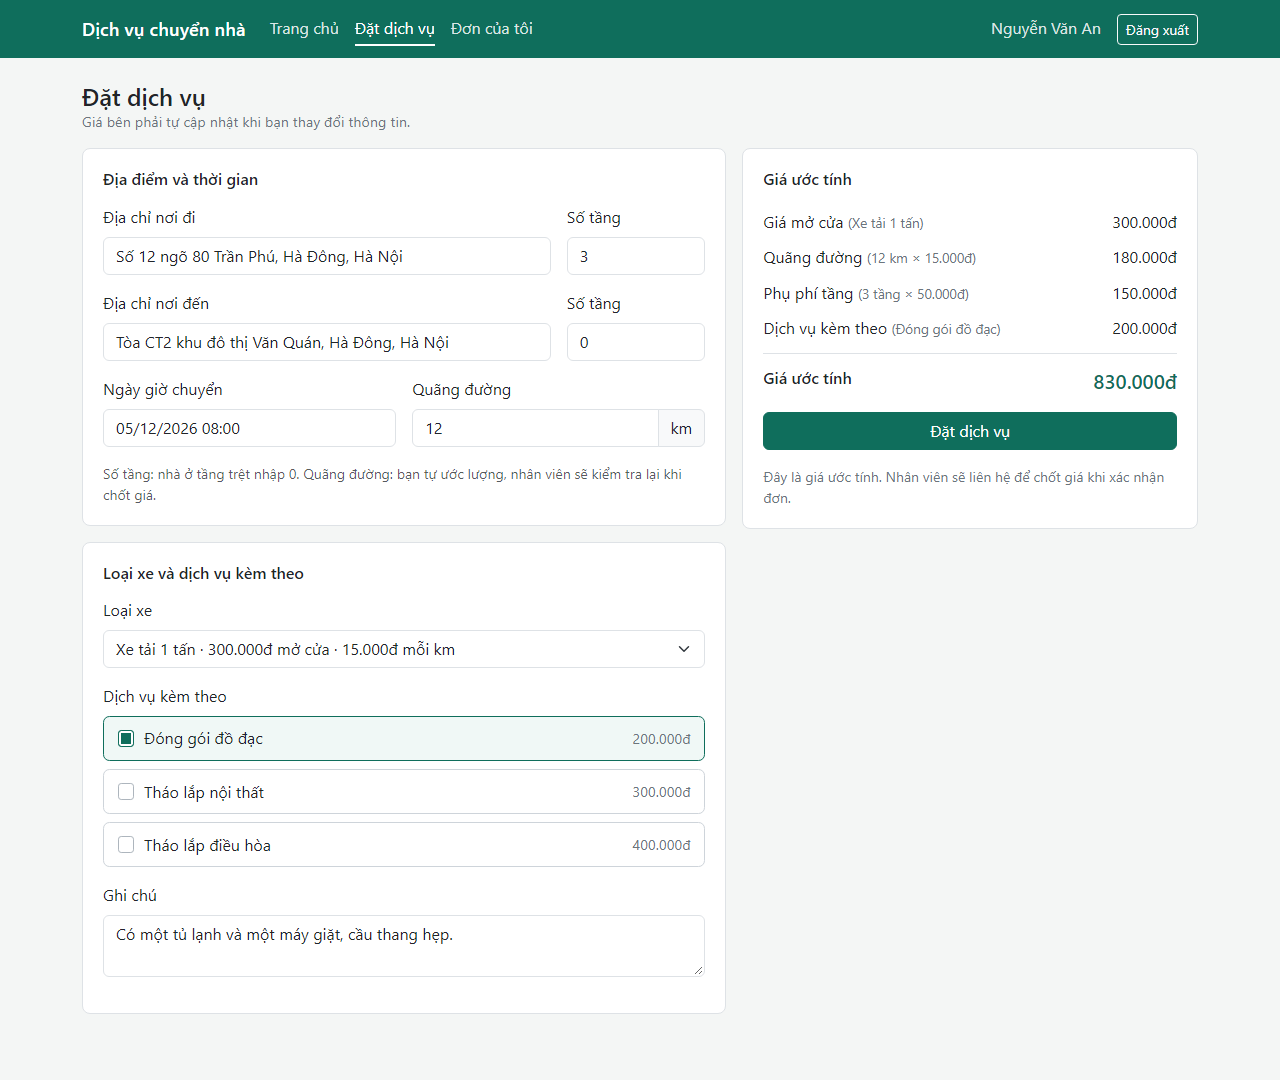 Dịch vụ chuyển nhà
Trang chủ
Đặt dịch vụ
Đơn của tôi
Nguyễn Văn An
Đăng xuất
Đặt dịch vụ
Giá bên phải tự cập nhật khi bạn thay đổi thông tin.
Địa điểm và thời gian
Địa chỉ nơi đi
Số tầng
Số 12 ngõ 80 Trần Phú, Hà Đông, Hà Nội
3
Địa chỉ nơi đến
Số tầng
Tòa CT2 khu đô thị Văn Quán, Hà Đông, Hà Nội
0
Ngày giờ chuyển
Quãng đường
05/12/2026 08:00
12
km
Số tầng: nhà ở tầng trệt nhập 0. Quãng đường: bạn tự ước lượng, nhân viên sẽ kiểm tra lại khi
chốt giá.
Giá ước tính
Giá mở cửa (Xe tải 1 tấn) 300.000đ
Quãng đường (12 km × 15.000đ) 180.000đ
Phụ phí tầng (3 tầng × 50.000đ) 150.000đ
Dịch vụ kèm theo (Đóng gói đồ đạc) 200.000đ
Giá ước tính 830.000đ
Đặt dịch vụ
Đây là giá ước tính. Nhân viên sẽ liên hệ để chốt giá khi xác nhận
đơn.
Loại xe và dịch vụ kèm theo
Loại xe
Xe tải 1 tấn · 300.000đ mở cửa · 15.000đ mỗi km
Dịch vụ kèm theo
Đóng gói đồ đạc 200.000đ
Tháo lắp nội thất 300.000đ
Tháo lắp điều hòa 400.000đ
Ghi chú
Có một tủ lạnh và một máy giặt, cầu thang hẹp.